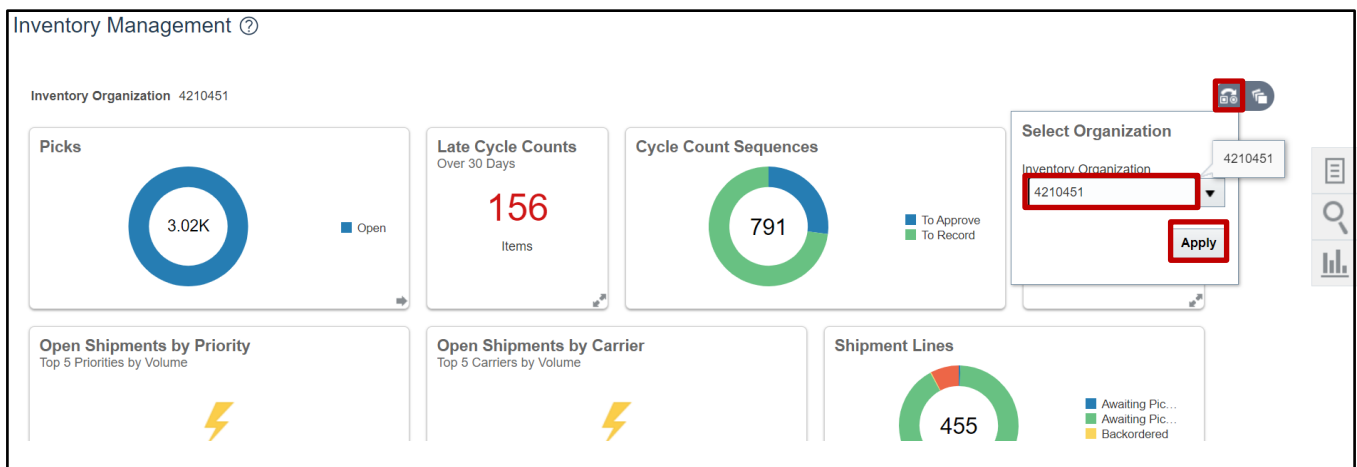 Inventory Management ?
Inventory Organization 4210451
Picks
3.02K
Open
Late Cycle Counts
Over 30 Days
156
Items
Cycle Count Sequences
791
To Approve
To Record
Select Organization
Inventory Organization
4210451
4210451
Apply
Open Shipments by Priority
Top 5 Priorities by Volume
Open Shipments by Carrier
Top 5 Carriers by Volume
Shipment Lines
455
Awaiting Pic...
Awaiting Pic...
Backordered